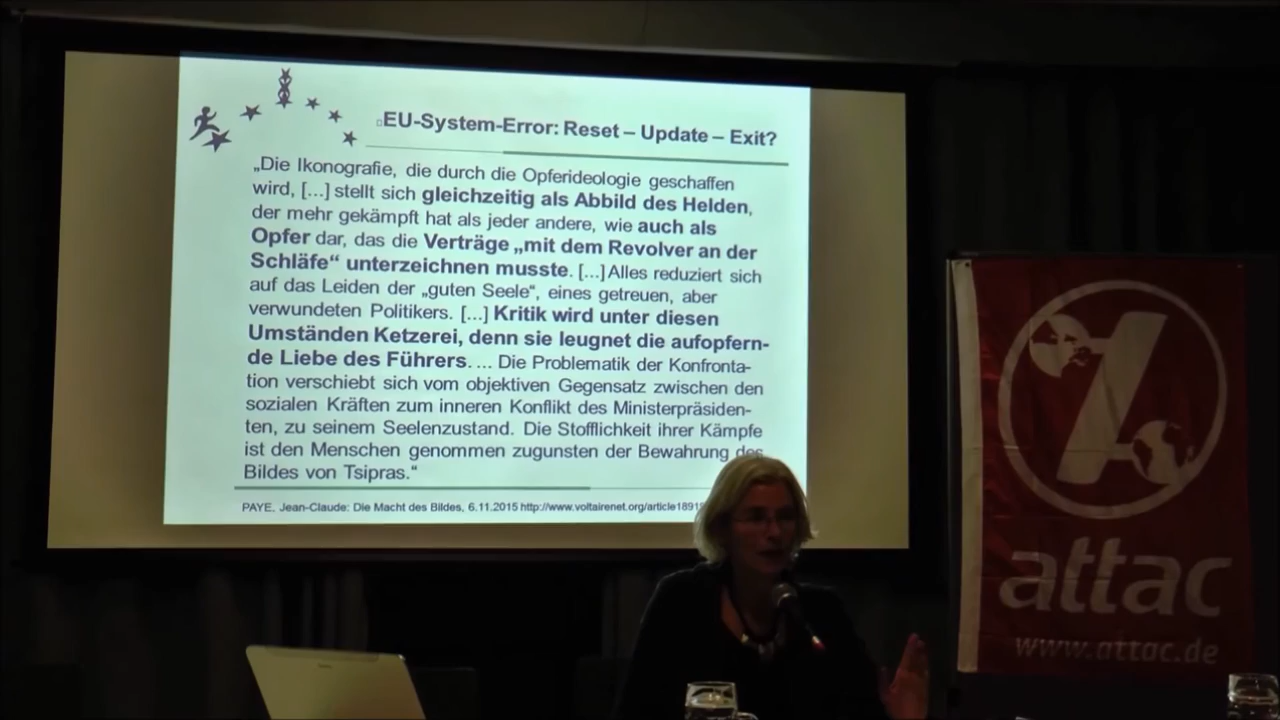 EU-System-Error: Reset – Update – Exit?
„Die Ikonografie, die durch die Opferideologie geschaffen
wird, [...] stellt sich gleichzeitig als Abbild des Helden,
der mehr gekämpft hat als jeder andere, wie auch als
Opfer dar, das die Verträge „mit dem Revolver an der
Schläfe“ unterzeichnen musste. [...] Alles reduziert sich
auf das Leiden der „guten Seele“, eines getreuen, aber
verwundeten Politikers. [...] Kritik wird unter diesen
Umständen Ketzerei, denn sie leugnet die aufopfern-
de Liebe des Führers. ... Die Problematik der Konfronta-
tion verschiebt sich vom objektiven Gegensatz zwischen den
sozialen Kräften zum inneren Konflikt des Ministerpräsiden-
ten, zu seinem Seelenzustand. Die Stofflichkeit ihrer Kämpfe
ist den Menschen genommen zugunsten der Bewahrung des
Bildes von Tsipras.“
PAYE, Jean-Claude: Die Macht des Bildes, 6.11.2015 http://www.voltairenet.org/article1891
attac
www.attac.de